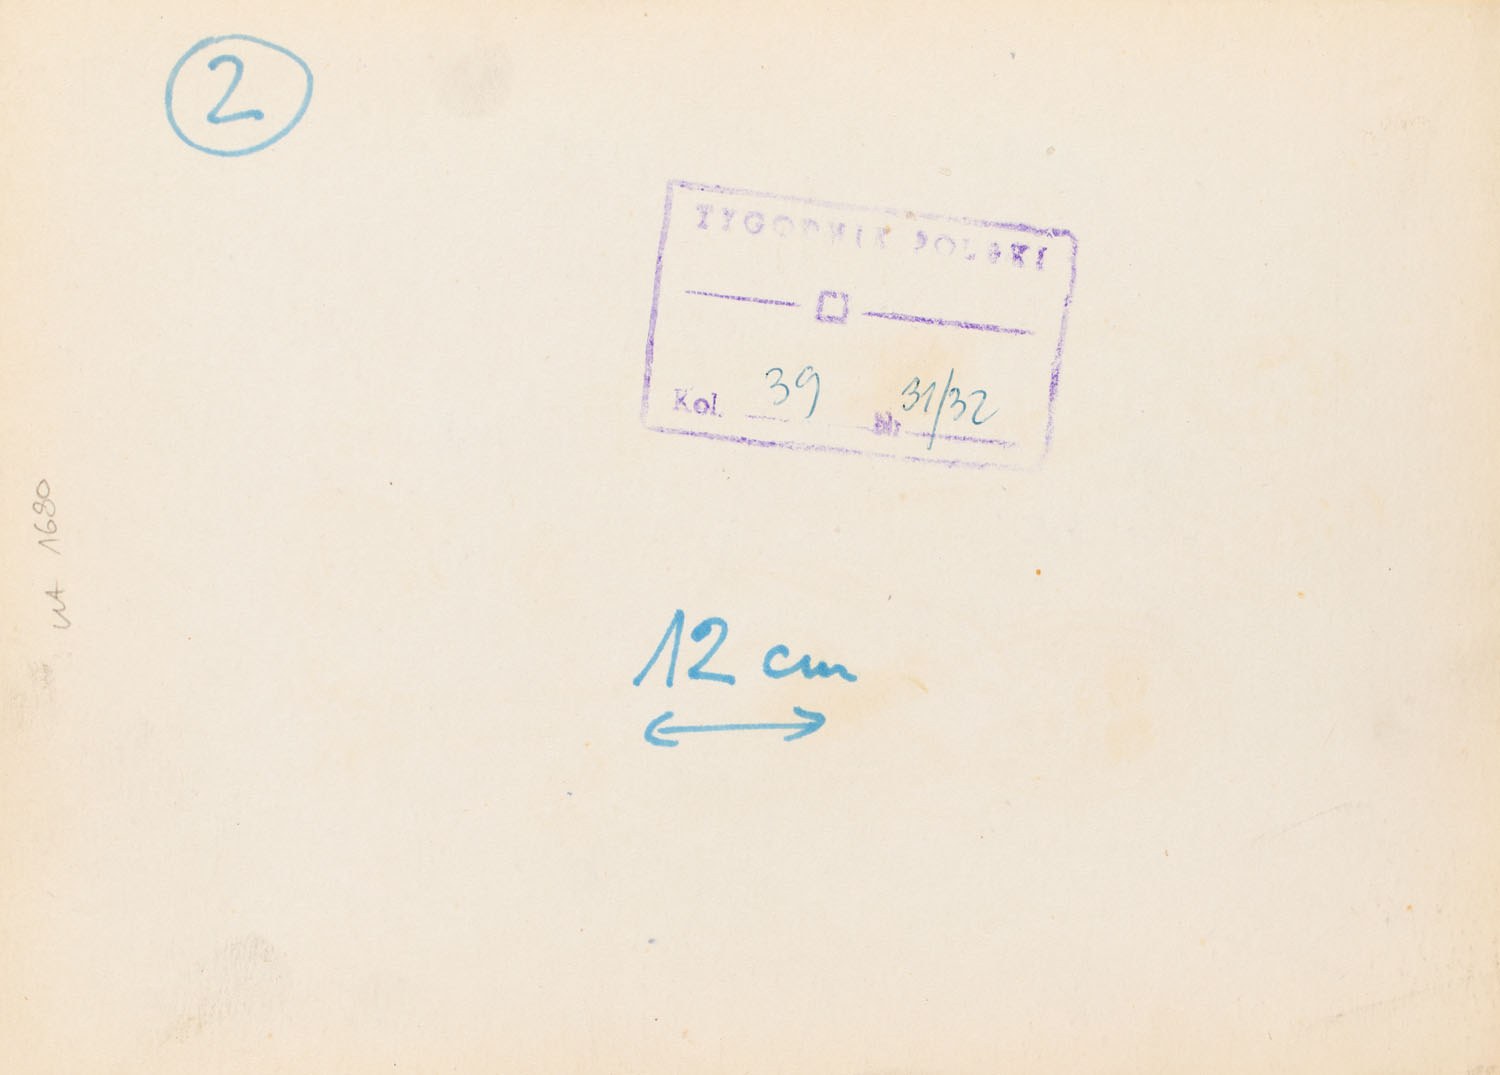 2
TYGODNIK POLSKI
Kol. 39 Nr 31/32
12 cm
1680